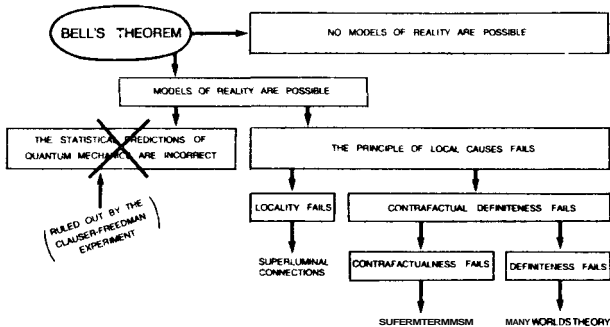 BELL'S THEOREM
NO MODELS OF REALITY ARE POSSIBLE
MODELS OF REALITY ARE POSSIBLE
THE STATISTICAL PREDICTIONS OF
QUANTUM MECHANICS ARE INCORRECT
THE PRINCIPLE OF LOCAL CAUSES FAILS
(RULED OUT BY THE
CLAUSER-FREEDMAN
EXPERIMENT)
LOCALITY FAILS
CONTRAFACTUAL DEFINITENESS FAILS
SUPERLUMINAL
CONNECTIONS
CONTRAFACTUALNESS FAILS
DEFINITENESS FAILS
SUFERMTERMIMSM
MANY WORLDS THEORY